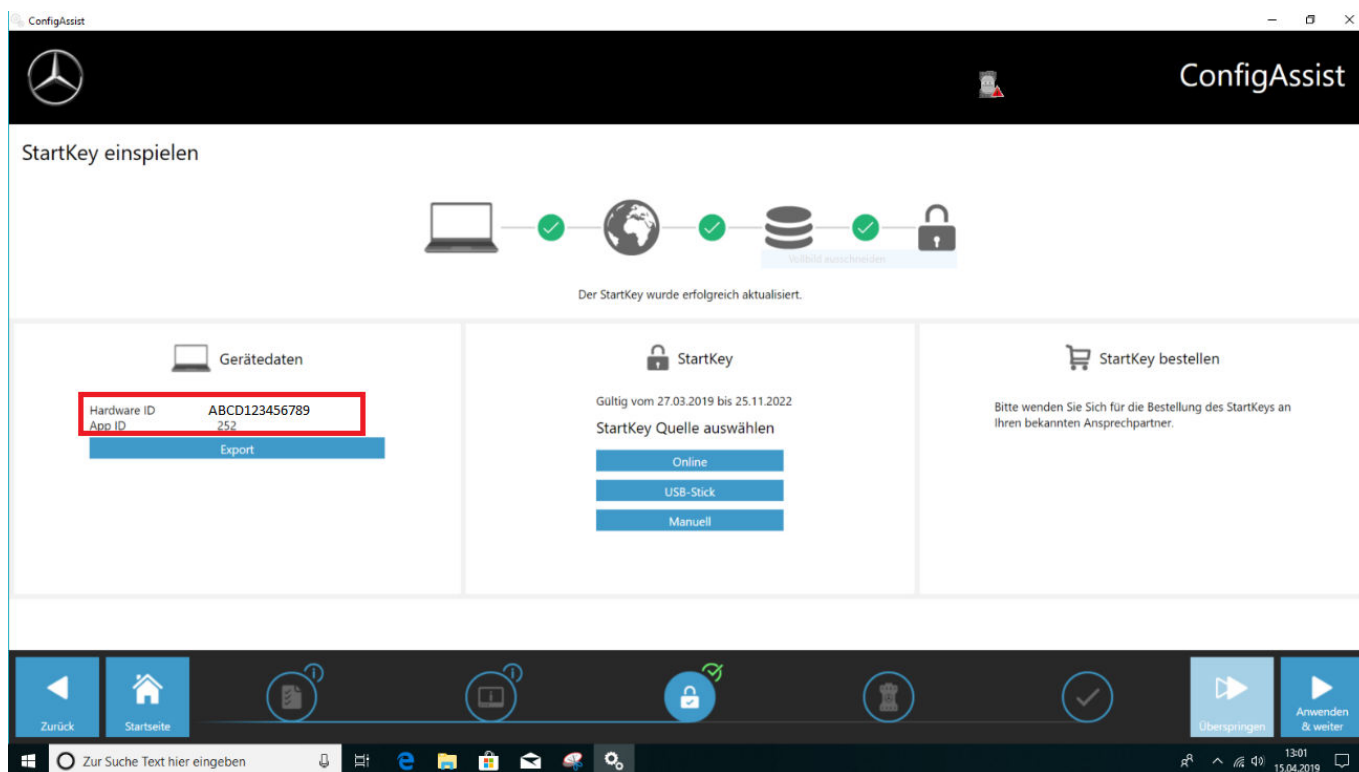 ConfigAssist
ConfigAssist
StartKey einspielen
Vollbild ausschneiden
Der StartKey wurde erfolgreich aktualisiert.
Gerätedaten
Hardware ID ABCD123456789
App ID 252
Export
StartKey
Gültig vom 27.03.2019 bis 25.11.2022
StartKey Quelle auswählen
Online
USB-Stick
Manuell
StartKey bestellen
Bitte wenden Sie Sich für die Bestellung des StartKeys an
Ihren bekannten Ansprechpartner.
Zurück
Startseite
Überspringen
Anwenden
& weiter
Zur Suche Text hier eingeben
13:01
15.04.2019